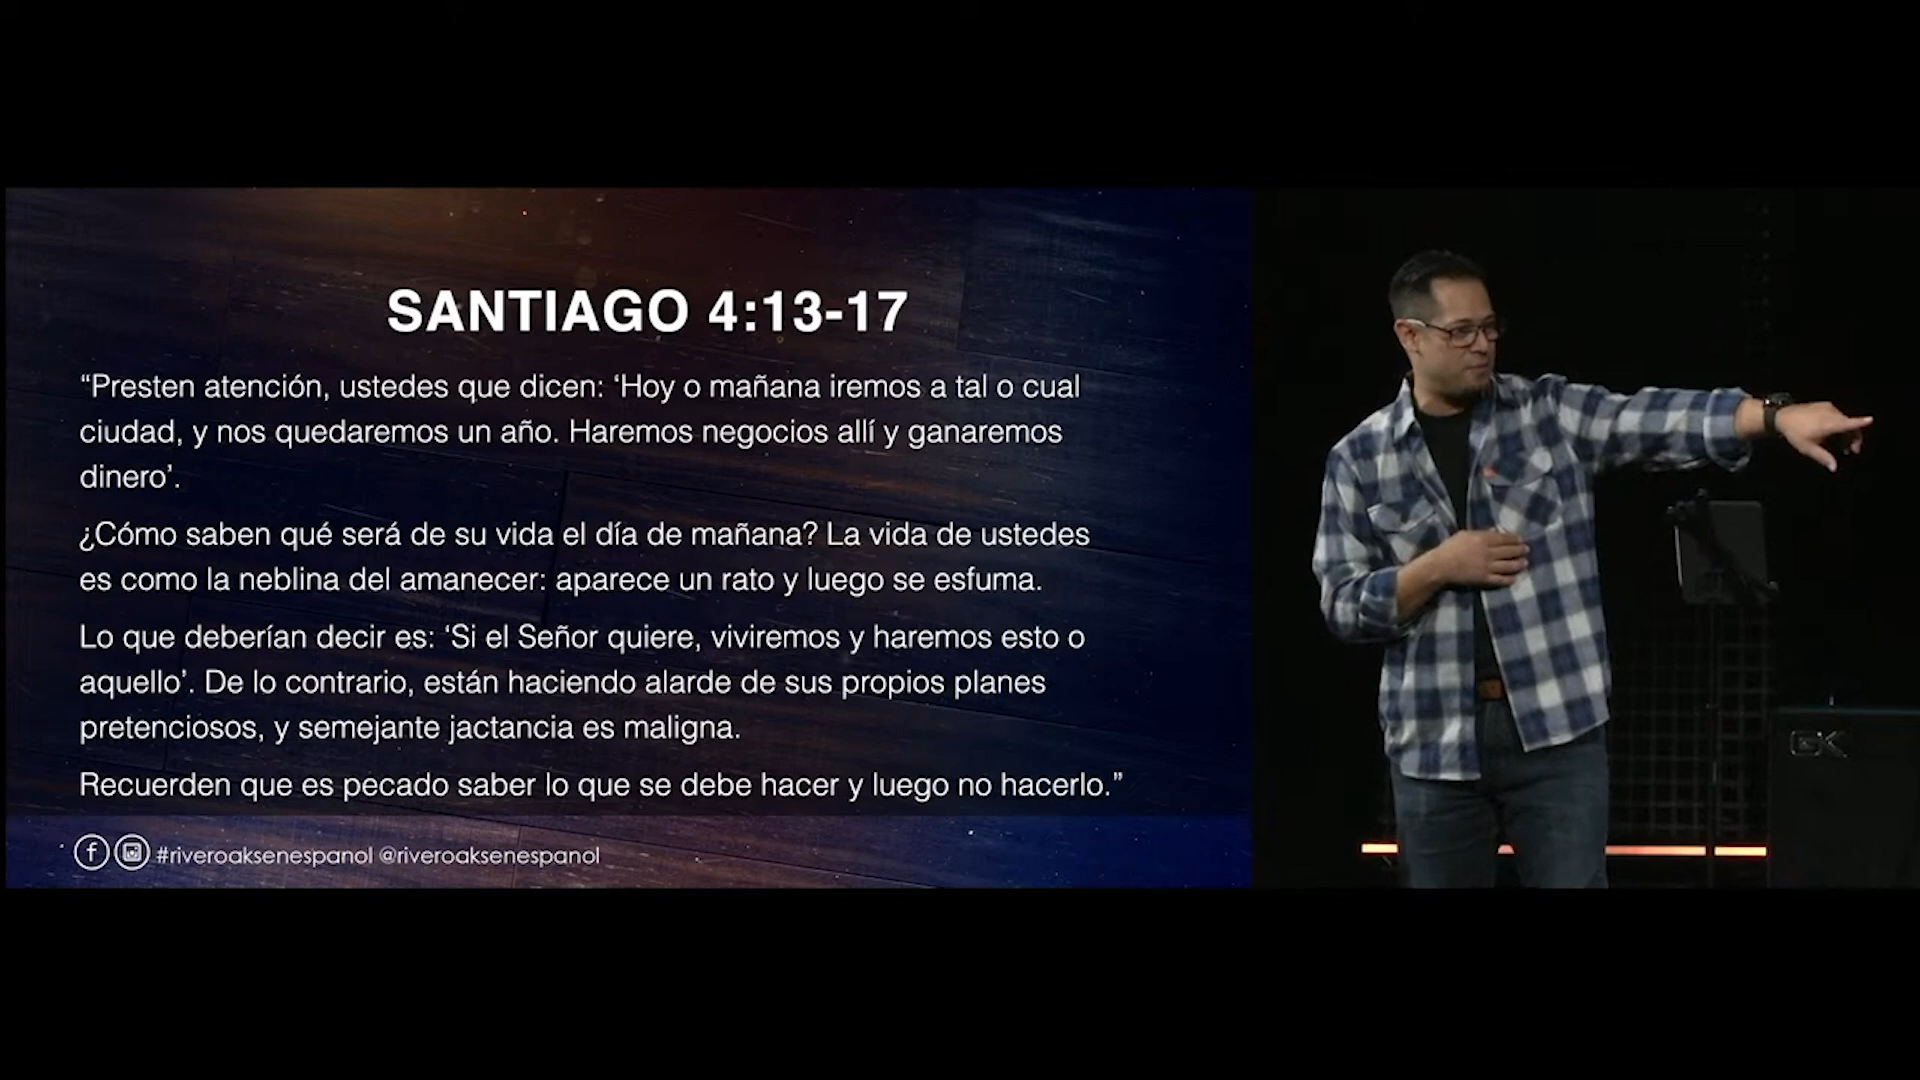 SANTIAGO 4:13-17
“Presten atención, ustedes que dicen: ‘Hoy o mañana iremos a tal o cual
ciudad, y nos quedaremos un año. Haremos negocios allí y ganaremos
dinero’.
¿Cómo saben qué será de su vida el día de mañana? La vida de ustedes
es como la neblina del amanecer: aparece un rato y luego se esfuma.
Lo que deberían decir es: ‘Si el Señor quiere, viviremos y haremos esto o
aquello’. De lo contrario, están haciendo alarde de sus propios planes
pretenciosos, y semejante jactancia es maligna.
Recuerden que es pecado saber lo que se debe hacer y luego no hacerlo.”
#riveroaksenespanol @riveroaksenespanol
GK